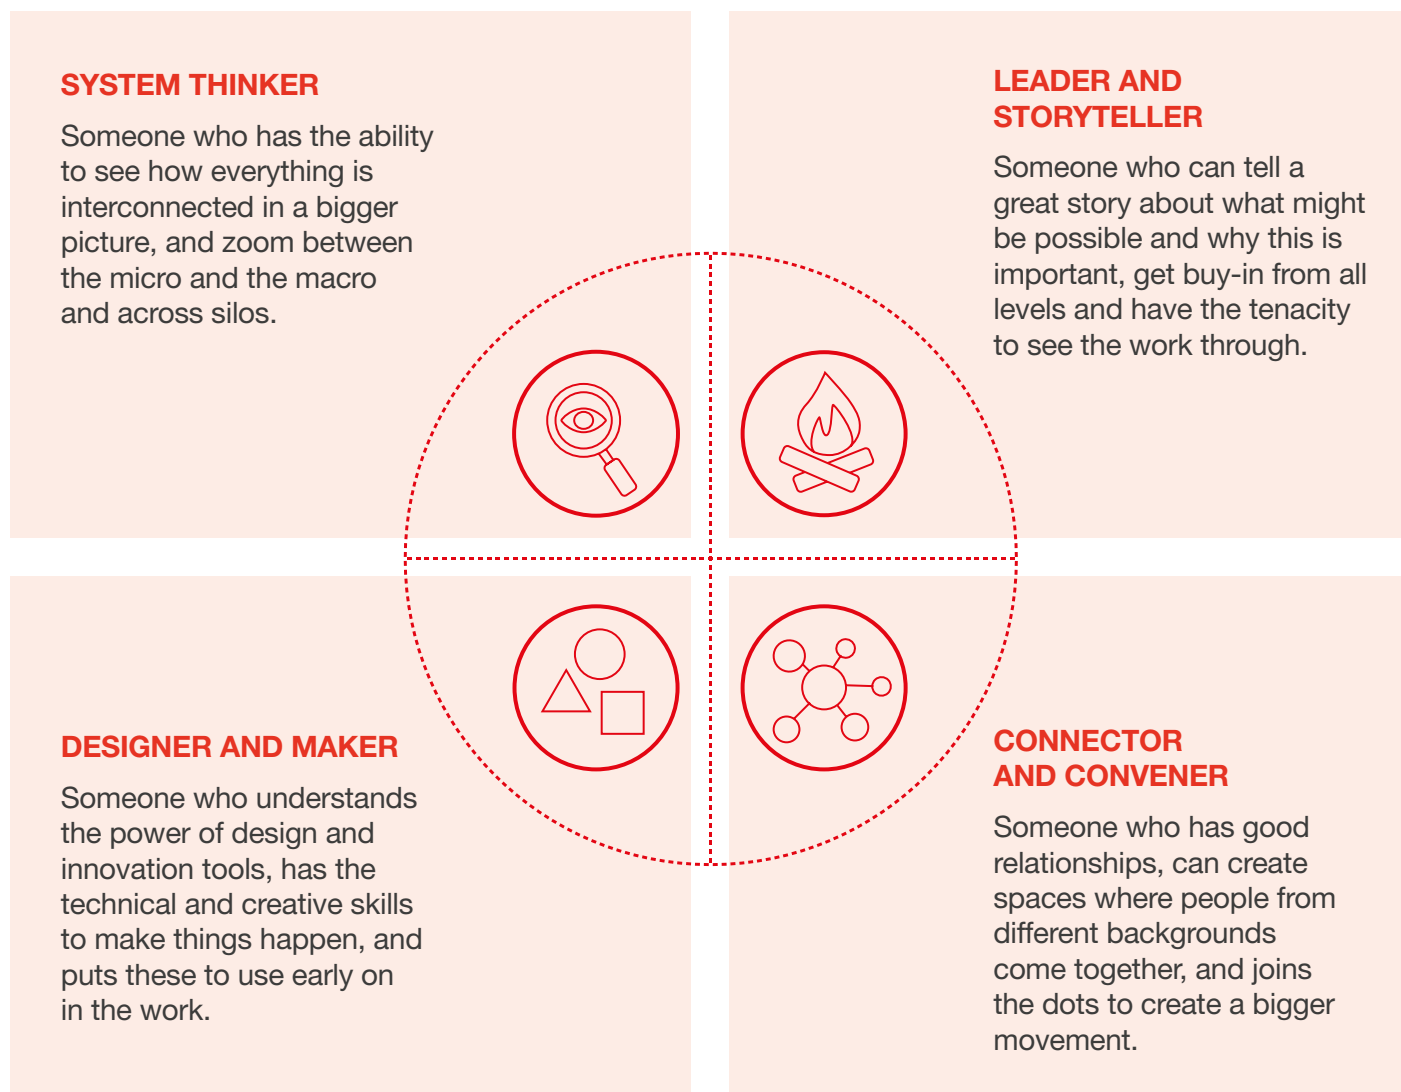 SYSTEM THINKER
Someone who has the ability
to see how everything is
interconnected in a bigger
picture, and zoom between
the micro and the macro
and across silos.
LEADER AND
STORYTELLER
Someone who can tell a
great story about what might
be possible and why this is
important, get buy-in from all
levels and have the tenacity
to see the work through.
DESIGNER AND MAKER
Someone who understands
the power of design and
innovation tools, has the
technical and creative skills
to make things happen, and
puts these to use early on
in the work.
CONNECTOR
AND CONVENER
Someone who has good
relationships, can create
spaces where people from
different backgrounds
come together, and joins
the dots to create a bigger
movement.